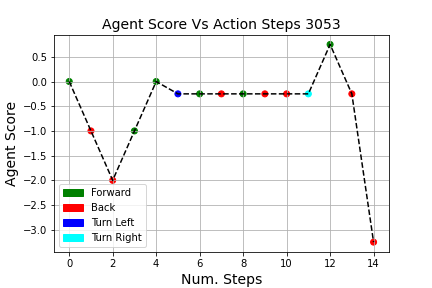 Agent Score Vs Action Steps 3053
Agent Score
0.5
0.0
−0.5
−1.0
−1.5
−2.0
−2.5
−3.0
Forward
Back
Turn Left
Turn Right
0 2 4 6 8 10 12 14
Num. Steps